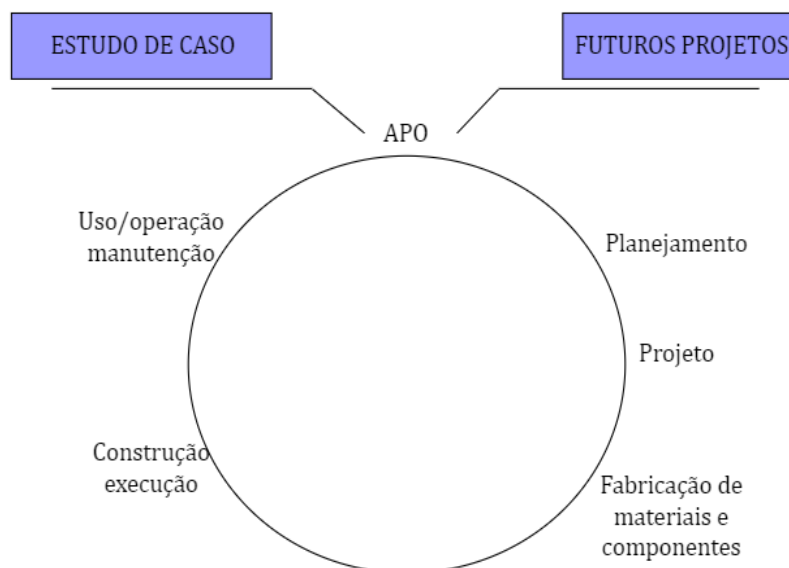 ESTUDO DE CASO
FUTUROS PROJETOS
APO
Uso/operação
manutenção
Planejamento
Projeto
Construção
execução
Fabricação de
materiais e
componentes